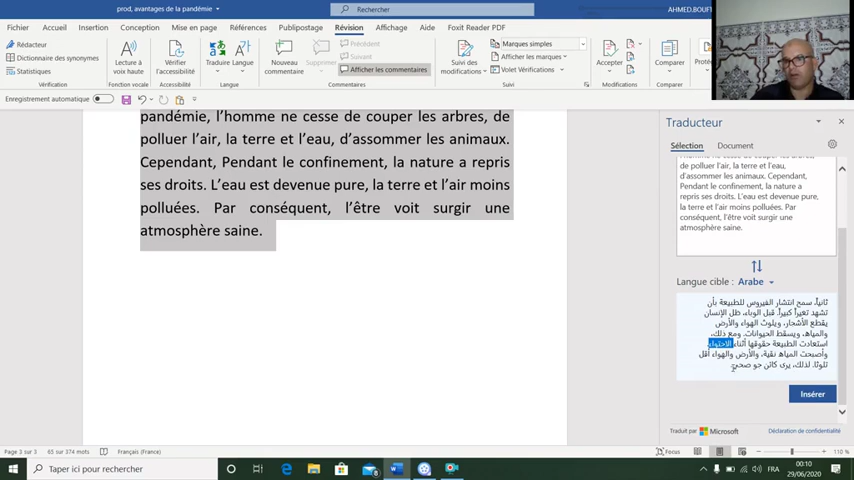 prod, avantages de la pandémie
Rechercher
AHMED.BOUFT
Fichier Accueil Insertion Conception Mise en page Références Publipostage Révision Affichage Aide Foxit Reader PDF
Rédacteur
Dictionnaire des synonymes
Statistiques
Vérification
Lecture à voix haute
Vérifier l'accessibilité
Accessibilité
Traduire Langue
Langue
Nouveau commentaire
Supprimer
Précédent
Suivant
Afficher les commentaires
Commentaires
Suivi des modifications
Marques simples
Afficher les marques
Volet Vérifications
Suivi
Accepter
Comparer
Comparer
Enregistrement automatique
pandémie, l'homme ne cesse de couper les arbres, de
polluer l'air, la terre et l'eau, d'assommer les animaux.
Cependant, Pendant le confinement, la nature a repris
ses droits. L'eau est devenue pure, la terre et l'air moins
polluées. Par conséquent, l'être voit surgir une
atmosphère saine.
Traducteur
Sélection Document
l'homme ne cesse de couper les arbres,
de polluer l'air, la terre et l'eau,
d'assommer les animaux. Cependant,
Pendant le confinement, la nature a
repris ses droits. L'eau est devenue pure,
la terre et l'air moins polluées. Par
conséquent, l'être voit surgir une
atmosphère saine.
Langue cible : Arabe
ثانياً، سمح انتشار الفيروس للطبيعة بأن
تشهد تغيراً كبيراً. قبل الوباء، ظل الإنسان
يقطع الأشجار، ويلوث الهواء والأرض
والمياه، ويسقط الحيوانات. ومع ذلك،
استعادت الطبيعة حقوقها أثناء الاحتواء.
وأصبحت المياه نقية، والأرض والهواء أقل
تلوثا. لذلك، يرى كائن جو صحي.
Insérer
Traduit par Microsoft Déclaration de confidentialité
Page 3 sur 3 65 sur 374 mots Français (France) Focus 110 %
Taper ici pour rechercher
FRA
00:10
29/06/2020